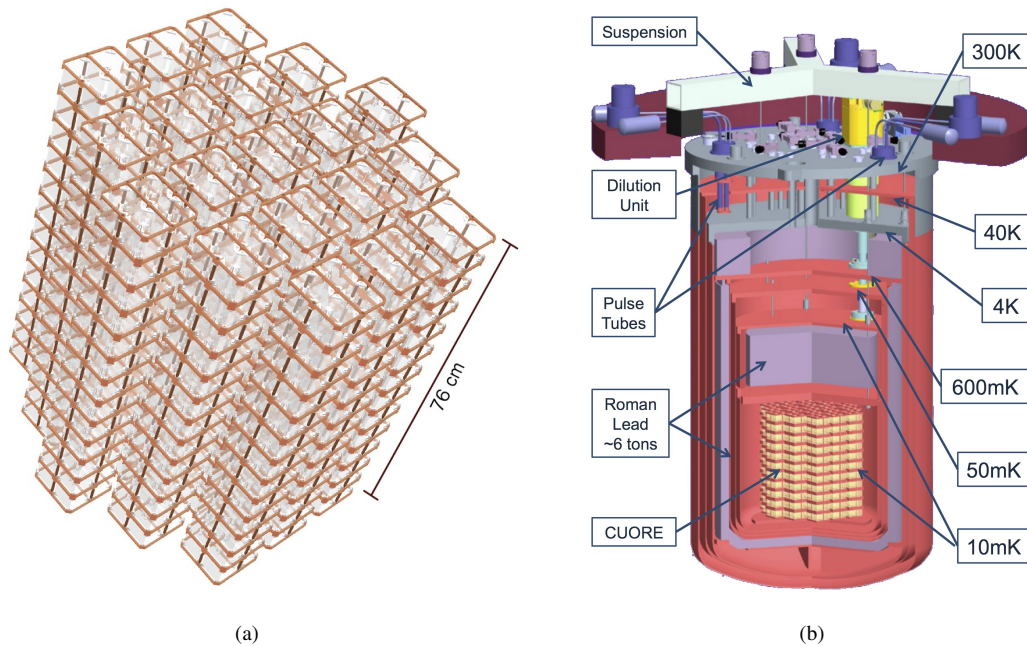 76 cm
(a)
Suspension
Dilution
Unit
Pulse
Tubes
Roman
Lead
~6 tons
CUORE
300K
40K
4K
600mK
50mK
10mK
(b)